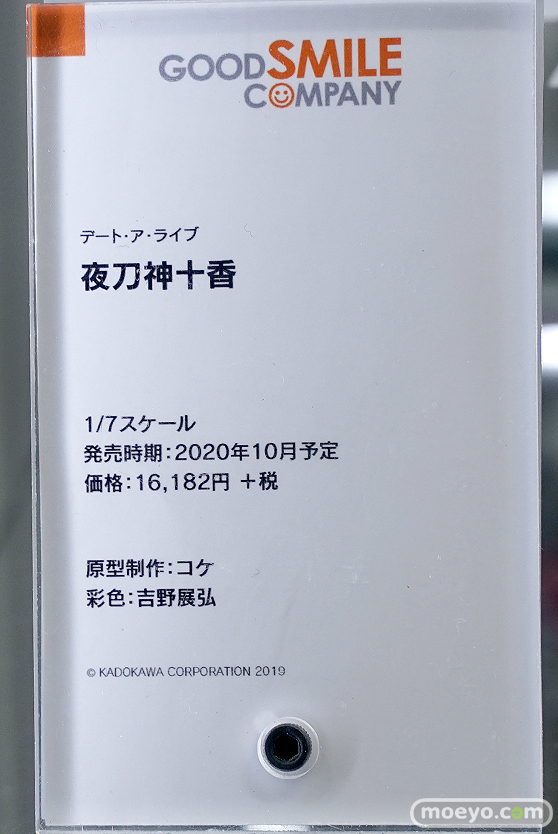 GOODSMILE
COMPANY
デート・ア・ライブ
夜刀神十香
1/7スケール
発売時期:2020年10月予定
価格:16,182円 +税
原型制作:コケ
彩色:吉野展弘
© KADOKAWA CORPORATION 2019
moeyo.com